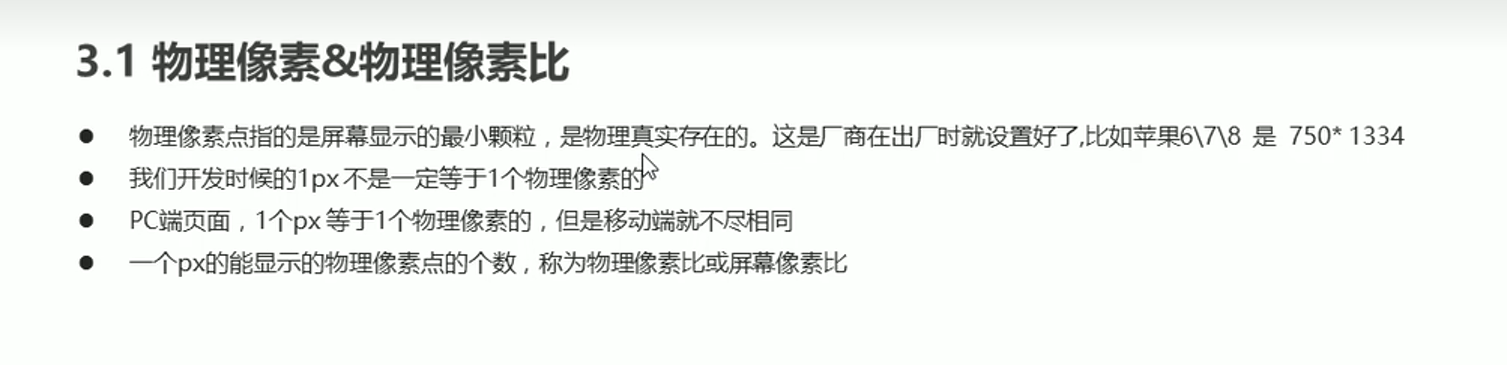 3.1 物理像素&物理像素比
● 物理像素点指的是屏幕显示的最小颗粒，是物理真实存在的。这是厂商在出厂时就设置好了,比如苹果6\7\8 是 750* 1334
● 我们开发时候的1px 不是一定等于1个物理像素的
● PC端页面，1个px 等于1个物理像素的，但是移动端就不尽相同
● 一个px的能显示的物理像素点的个数，称为物理像素比或屏幕像素比